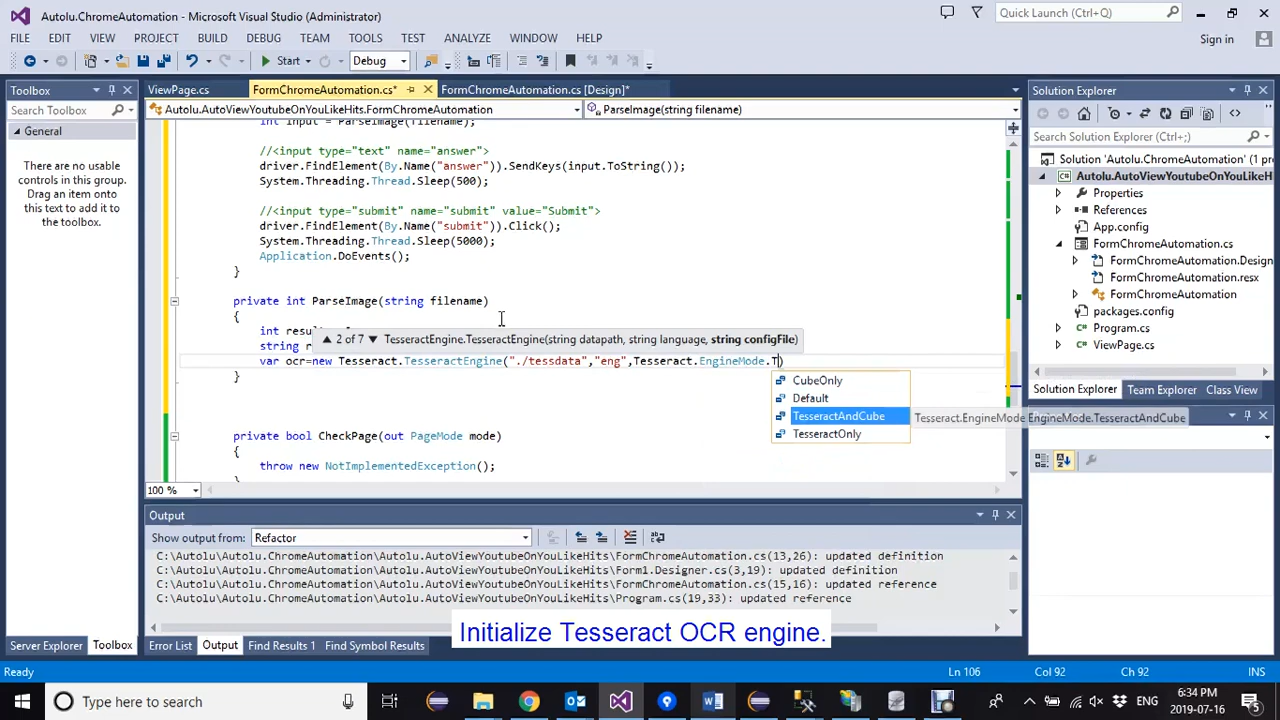 Autolu.ChromeAutomation - Microsoft Visual Studio (Administrator)
Quick Launch (Ctrl+Q)
FILE EDIT VIEW PROJECT BUILD DEBUG TEAM TOOLS TEST ANALYZE WINDOW HELP
Sign in
Start Debug
Toolbox
Search Toolbox
General
There are no usable
controls in this group.
Drag an item onto
this text to add it to
the toolbox.
ViewPage.cs FormChromeAutomation.cs* FormChromeAutomation.cs [Design]*
Autolu.AutoViewYoutubeOnYouLikeHits.FormChromeAutomation ParseImage(string filename)
int input = ParseImage(filename);
//<input type="text" name="answer">
driver.FindElement(By.Name("answer")).SendKeys(input.ToString());
System.Threading.Thread.Sleep(500);
//<input type="submit" name="submit" value="Submit">
driver.FindElement(By.Name("submit")).Click();
System.Threading.Thread.Sleep(5000);
Application.DoEvents();
}
private int ParseImage(string filename)
{
int
string
2 of 7 TesseractEngine.TesseractEngine(string datapath, string language, string configFile)
var ocr=new Tesseract.TesseractEngine("./tessdata","eng",Tesseract.EngineMode.T)
}
CubeOnly
Default
TesseractAndCube
TesseractOnly
Tesseract.EngineMode EngineMode.TesseractAndCube
private bool CheckPage(out PageMode mode)
{
throw new NotImplementedException();
100 %
Output
Show output from: Refactor
C:\Autolu\Autolu.ChromeAutomation\Autolu.AutoViewYoutubeOnYouLikeHits\FormChromeAutomation.cs(13,26): updated definition
C:\Autolu\Autolu.ChromeAutomation\Autolu.AutoViewYoutubeOnYouLikeHits\Form1.Designer.cs(3,19): updated definition
C:\Autolu\Autolu.ChromeAutomation\Autolu.AutoViewYoutubeOnYouLikeHits\FormChromeAutomation.cs(15,16): updated reference
C:\Autolu\Autolu.ChromeAutomation\Autolu.AutoViewYoutubeOnYouLikeHits\Program.cs(19,33): updated reference
Initialize Tesseract OCR engine.
Solution Explorer
Search Solution Explorer (Ctrl+;)
Solution 'Autolu.ChromeAutomation' (1 p
Autolu.AutoViewYoutubeOnYouLikeH
Properties
References
App.config
FormChromeAutomation.cs
FormChromeAutomation.Design
FormChromeAutomation.resx
FormChromeAutomation
packages.config
Program.cs
ViewPage.cs
Solution Explorer Team Explorer Class View
Properties
Server Explorer Toolbox Error List Output Find Results 1 Find Symbol Results
Ready Ln 106 Col 92 Ch 92 INS
Type here to search
ENG
6:34 PM
2019-07-16